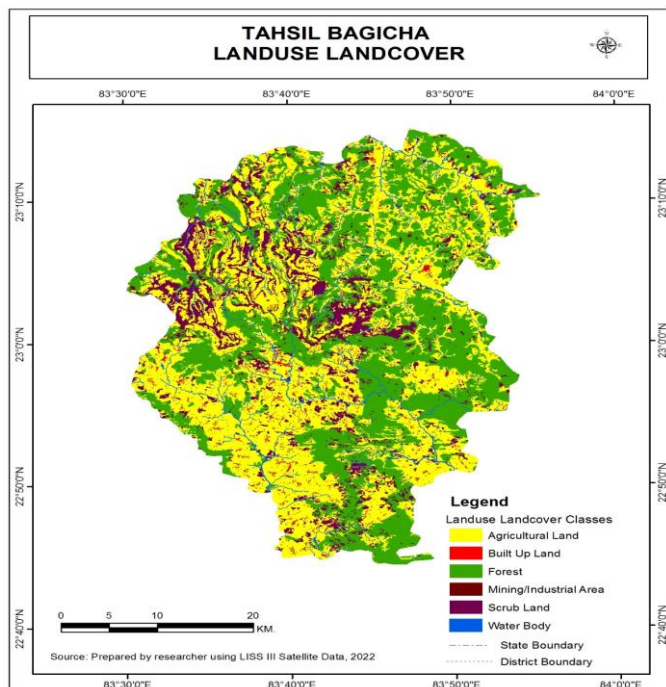 TAHSIL BAGICHA
LANDUSE LANDCOVER
N
W E
S
83°30'0"E 83°40'0"E 83°50'0"E 84°0'0"E
23°10'0"N 23°10'0"N
23°0'0"N 23°0'0"N
22°50'0"N 22°50'0"N
22°40'0"N 22°40'0"N
Legend
Landuse Landcover Classes
Agricultural Land
Built Up Land
Forest
Mining/Industrial Area
Scrub Land
Water Body
State Boundary
District Boundary
0 5 10 20
KM.
Source: Prepared by researcher using LISS III Satellite Data, 2022
83°30'0"E 83°40'0"E 83°50'0"E 84°0'0"E